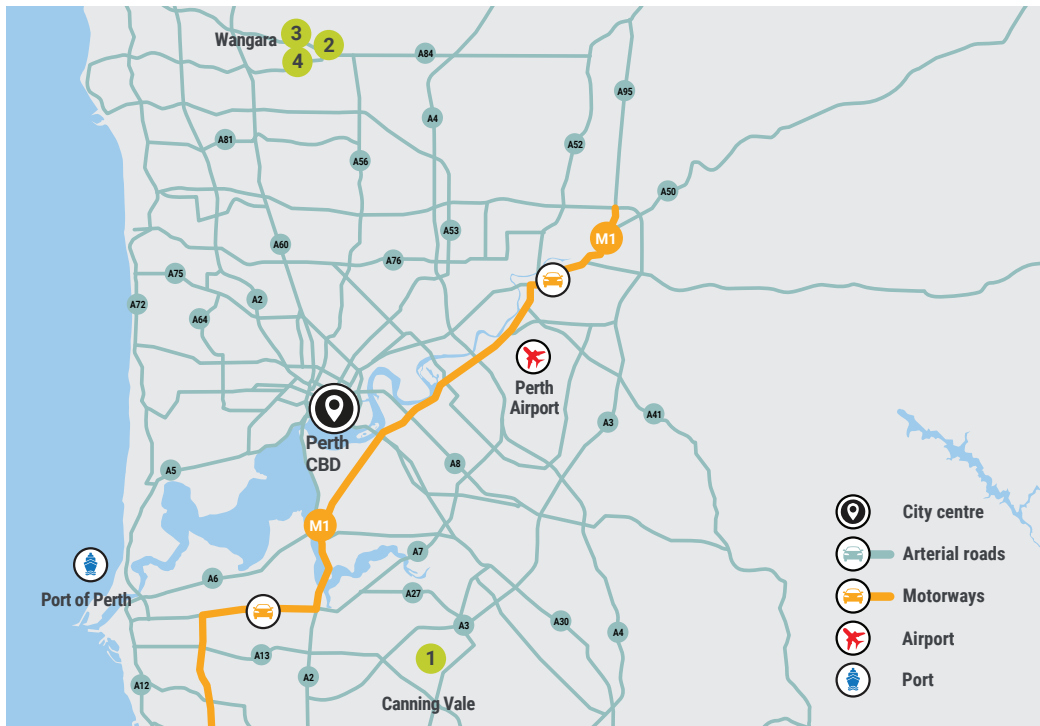 3
Wangara
2
4
A84
A95
A4
A81
A52
A56
A50
A53
M1
A60
A76
A75
A2
A72
A64
Perth
Airport
A3
A41
Perth
CBD
A8
A5
City centre
M1
A7
Arterial roads
Port of Perth
A6
A27
Motorways
A3
A30
A4
Airport
A13
1
A2
A12
Port
Canning Vale